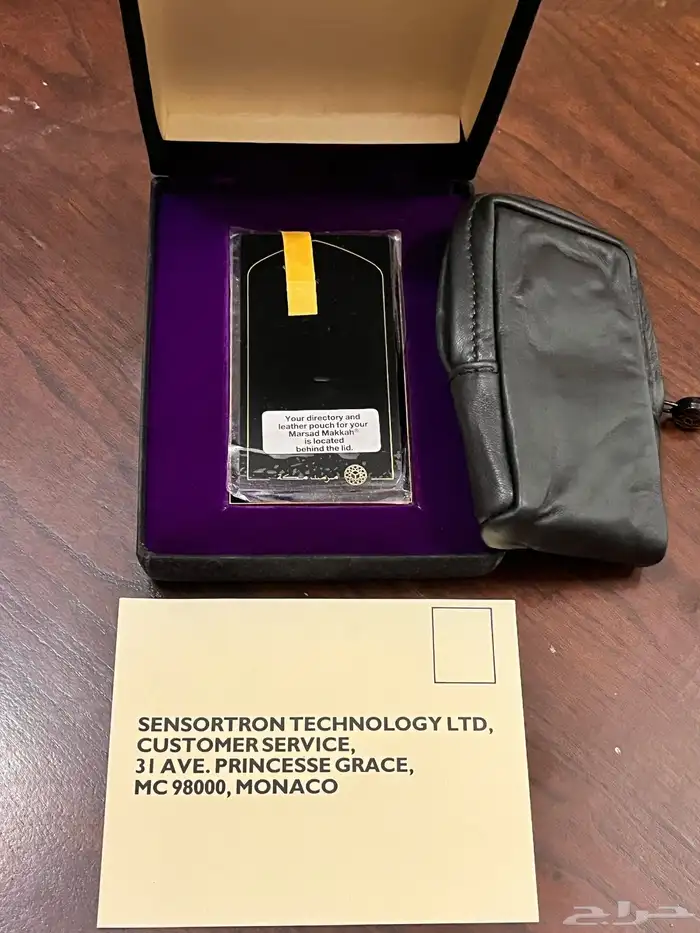 Your directory and
leather pouch for your
Marsad Makkah®
is located
behind the lid.
مرصد مكة
SENSORTRON TECHNOLOGY LTD,
CUSTOMER SERVICE,
31 AVE. PRINCESSE GRACE,
MC 98000, MONACO
حراج